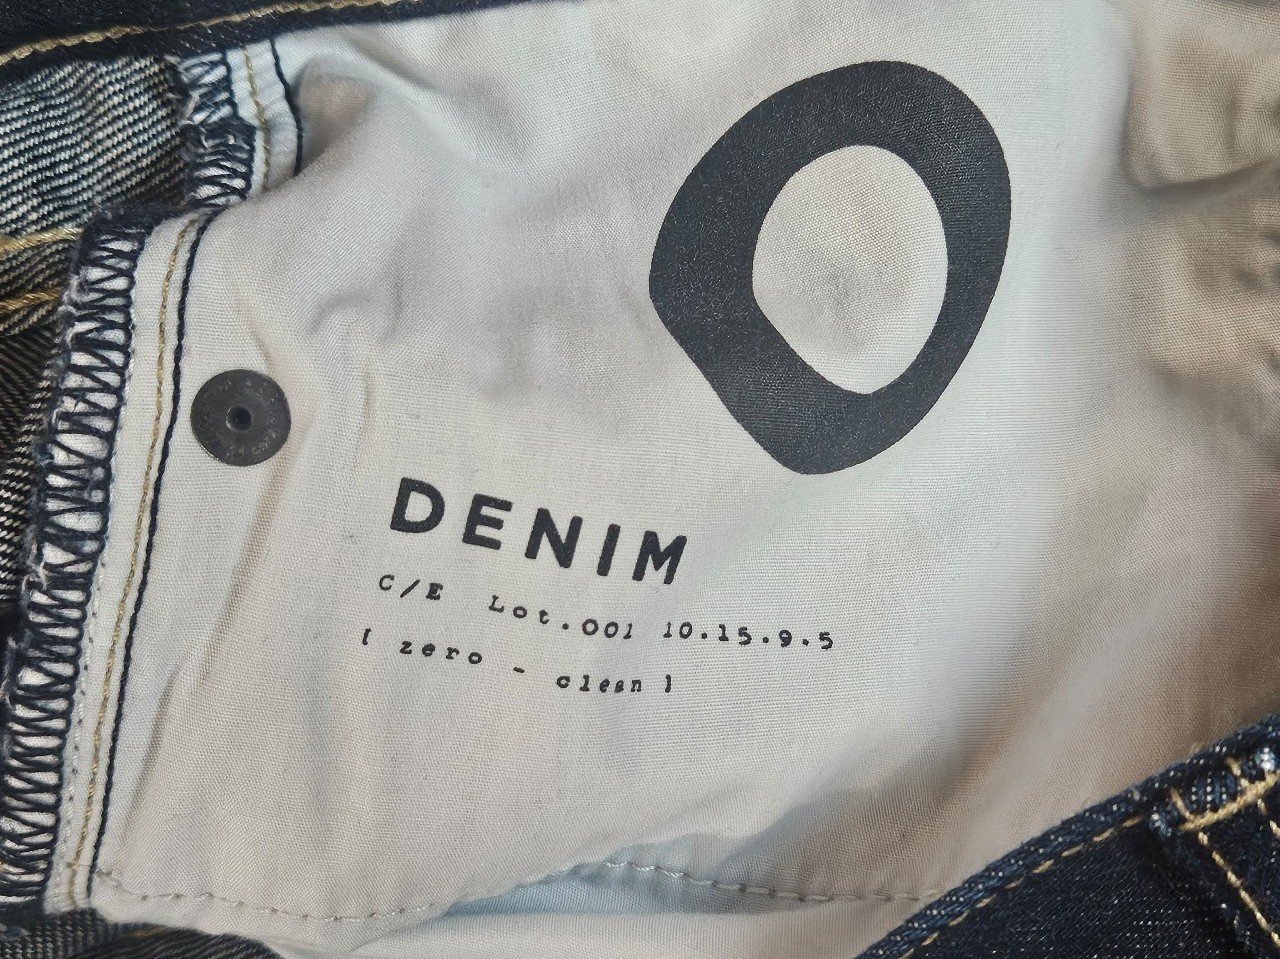 DENIM
C/E Lot.001 10.15.9.5
[ zero - clean ]